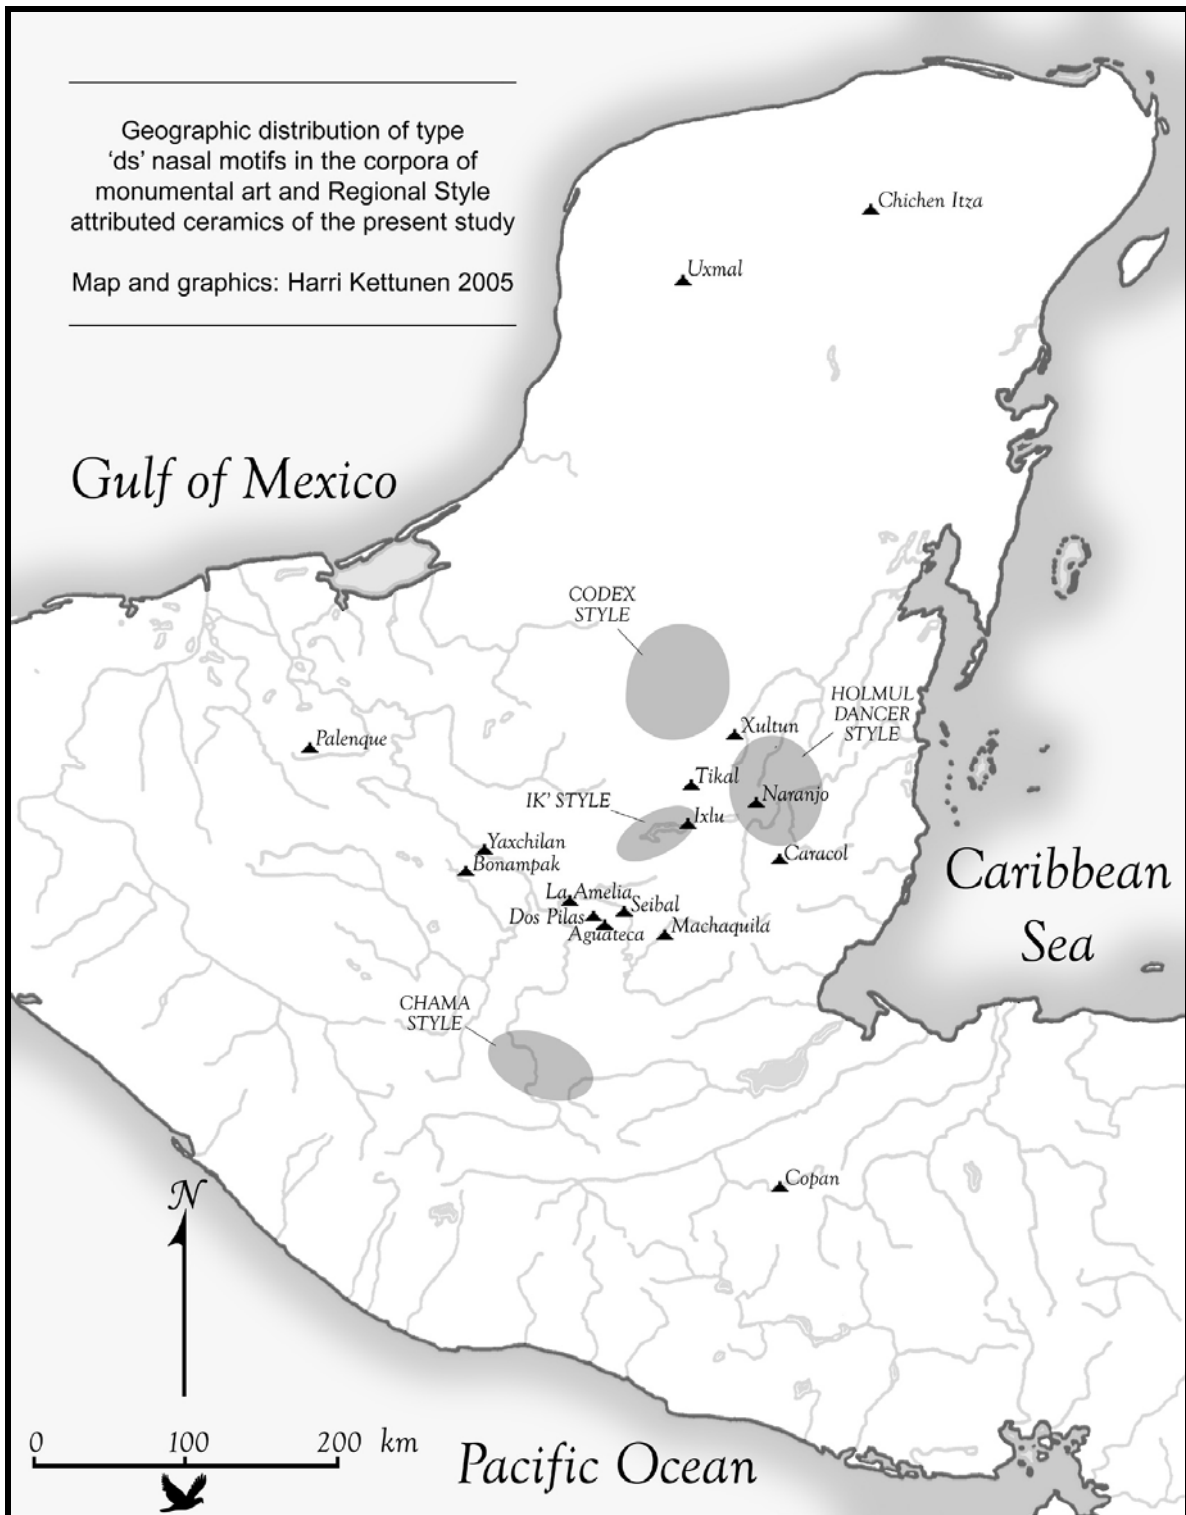 Geographic distribution of type
‘ds’ nasal motifs in the corpora of
monumental art and Regional Style
attributed ceramics of the present study
Map and graphics: Harri Kettunen 2005
Chichen Itza
Uxmal
Gulf of Mexico
CODEX
STYLE
HOLMUL
DANCER
STYLE
Xultun
Palenque
Tikal
Naranjo
IK’ STYLE
Ixlu
Yaxchilan
Bonampak
Caracol
Caribbean
Sea
La Amelia
Seibal
Dos Pilas
Aguateca
Machaquila
CHAMA
STYLE
Copan
N
0 100 200 km
Pacific Ocean